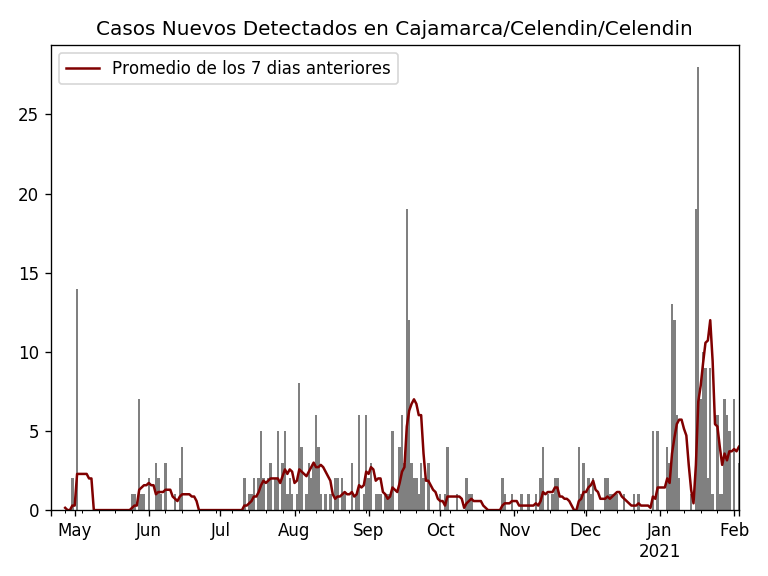 Casos Nuevos Detectados en Cajamarca/Celendin/Celendin
Promedio de los 7 dias anteriores
25
20
15
10
5
0
May Jun Jul Aug Sep Oct Nov Dec Jan Feb
2021